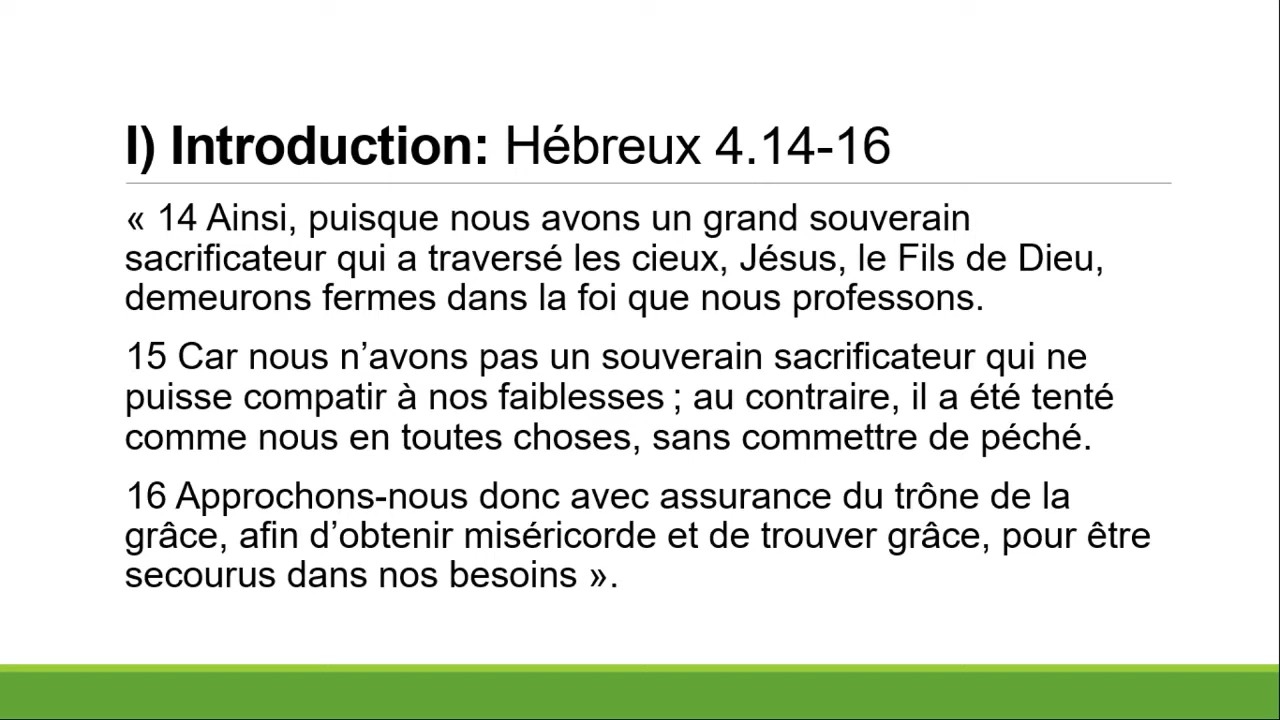 I) Introduction: Hébreux 4.14-16
« 14 Ainsi, puisque nous avons un grand souverain
sacrificateur qui a traversé les cieux, Jésus, le Fils de Dieu,
demeurons fermes dans la foi que nous professons.
15 Car nous n’avons pas un souverain sacrificateur qui ne
puisse compatir à nos faiblesses ; au contraire, il a été tenté
comme nous en toutes choses, sans commettre de péché.
16 Approchons-nous donc avec assurance du trône de la
grâce, afin d’obtenir miséricorde et de trouver grâce, pour être
secourus dans nos besoins ».